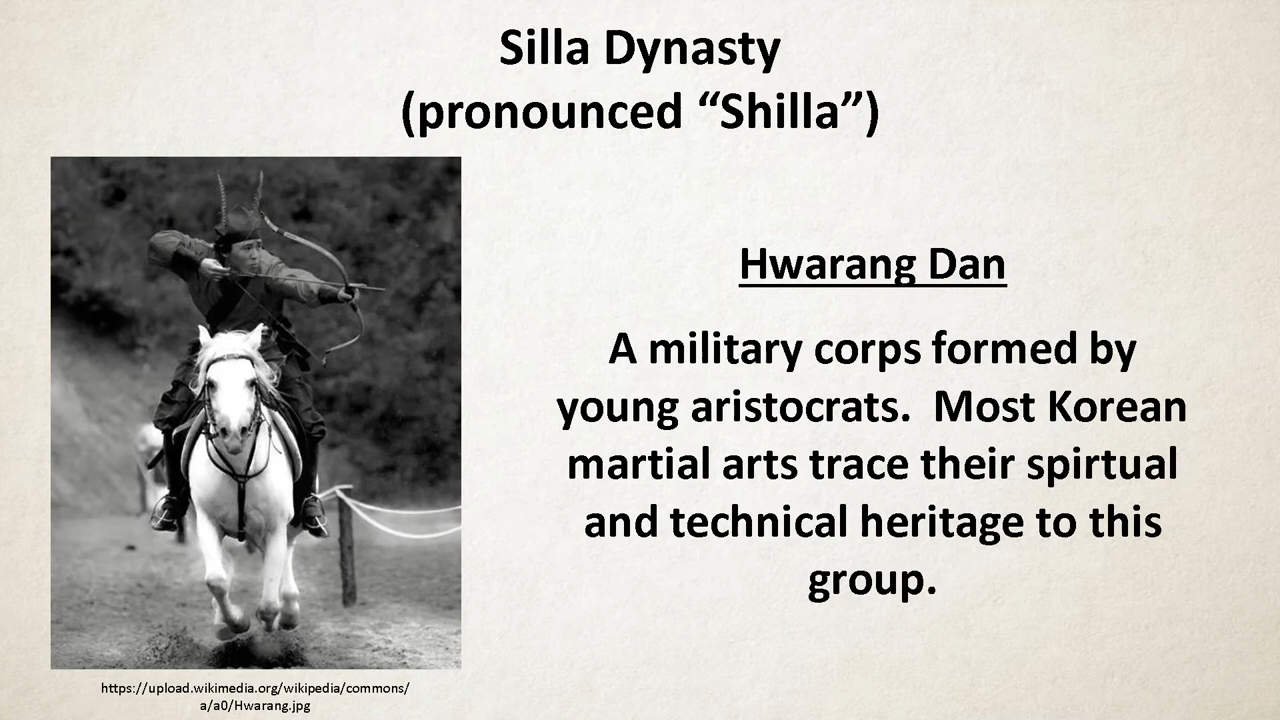 Silla Dynasty
(pronounced “Shilla”)
Hwarang Dan
A military corps formed by
young aristocrats.  Most Korean
martial arts trace their spirtual
and technical heritage to this
group.
https://upload.wikimedia.org/wikipedia/commons/
a/a0/Hwarang.jpg